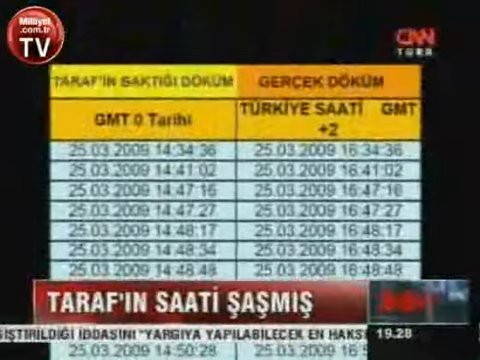 Milliyet
.com.tr
TV
CNN
TÜRK
TARAF'IN BAKTIĞI DÖKÜM GERÇEK DÖKÜM
GMT 0 Tarihi TÜRKİYE SAATİ GMT
+2
25.03.2009 14:34:36 25.03.2009 16:34:36
25.03.2009 14:41:02 25.03.2009 16:41:02
25.03.2009 14:47:16 25.03.2009 16:47:16
25.03.2009 14:47:27 25.03.2009 16:47:27
25.03.2009 14:48:17 25.03.2009 16:48:17
25.03.2009 14:48:34 25.03.2009 16:48:34
25.03.2009 14:48:48 25.03.2009 16:48:48
TARAF'IN SAATİ ŞAŞMIŞ
ĞİŞTİRİLDİĞİ İDDASINI "YARGIYA YAPILABİLECEK EN HAKS 19.28
25.03.2009 14:50:28